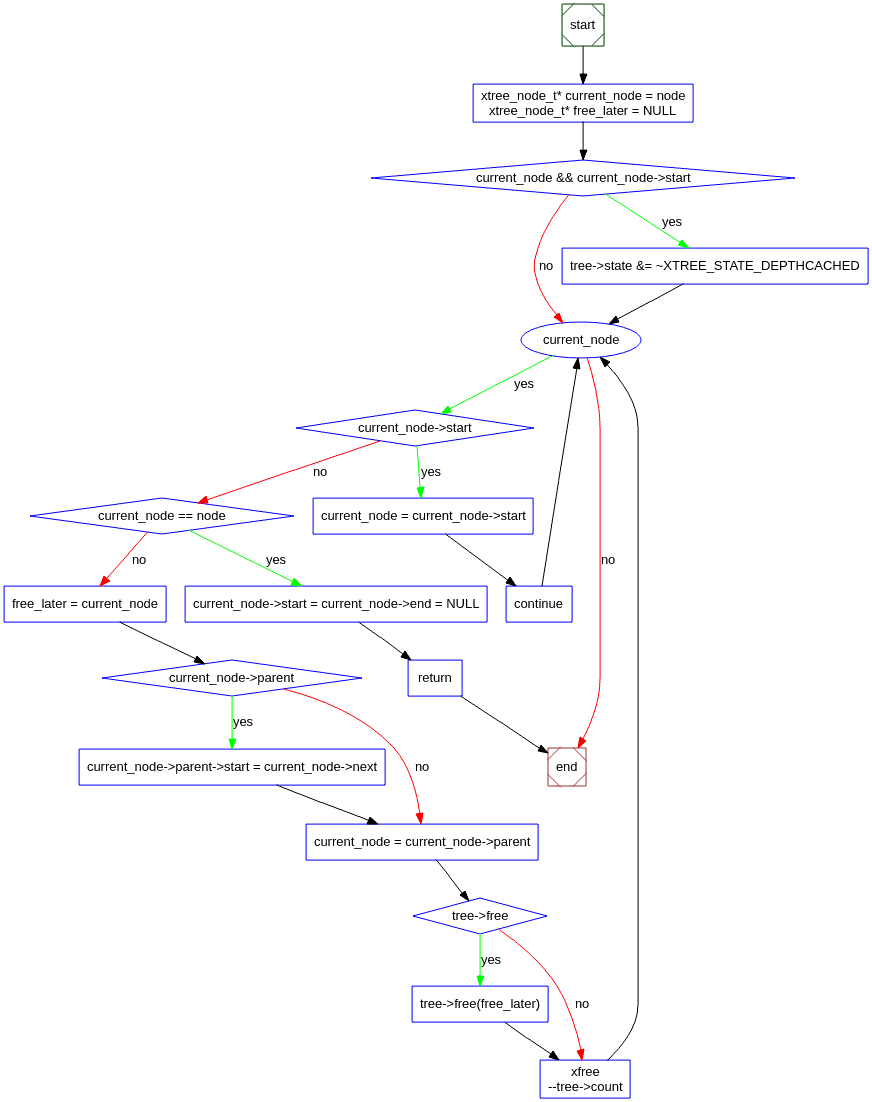 start
xtree_node_t* current_node = node
xtree_node_t* free_later = NULL
current_node && current_node->start
yes
no
tree->state &= ~XTREE_STATE_DEPTHCACHED
current_node
yes
current_node->start
no
yes
current_node == node
current_node = current_node->start
no
yes
no
free_later = current_node
current_node->start = current_node->end = NULL
continue
current_node->parent
return
yes
no
current_node->parent->start = current_node->next
end
current_node = current_node->parent
tree->free
yes
no
tree->free(free_later)
xfree
--tree->count